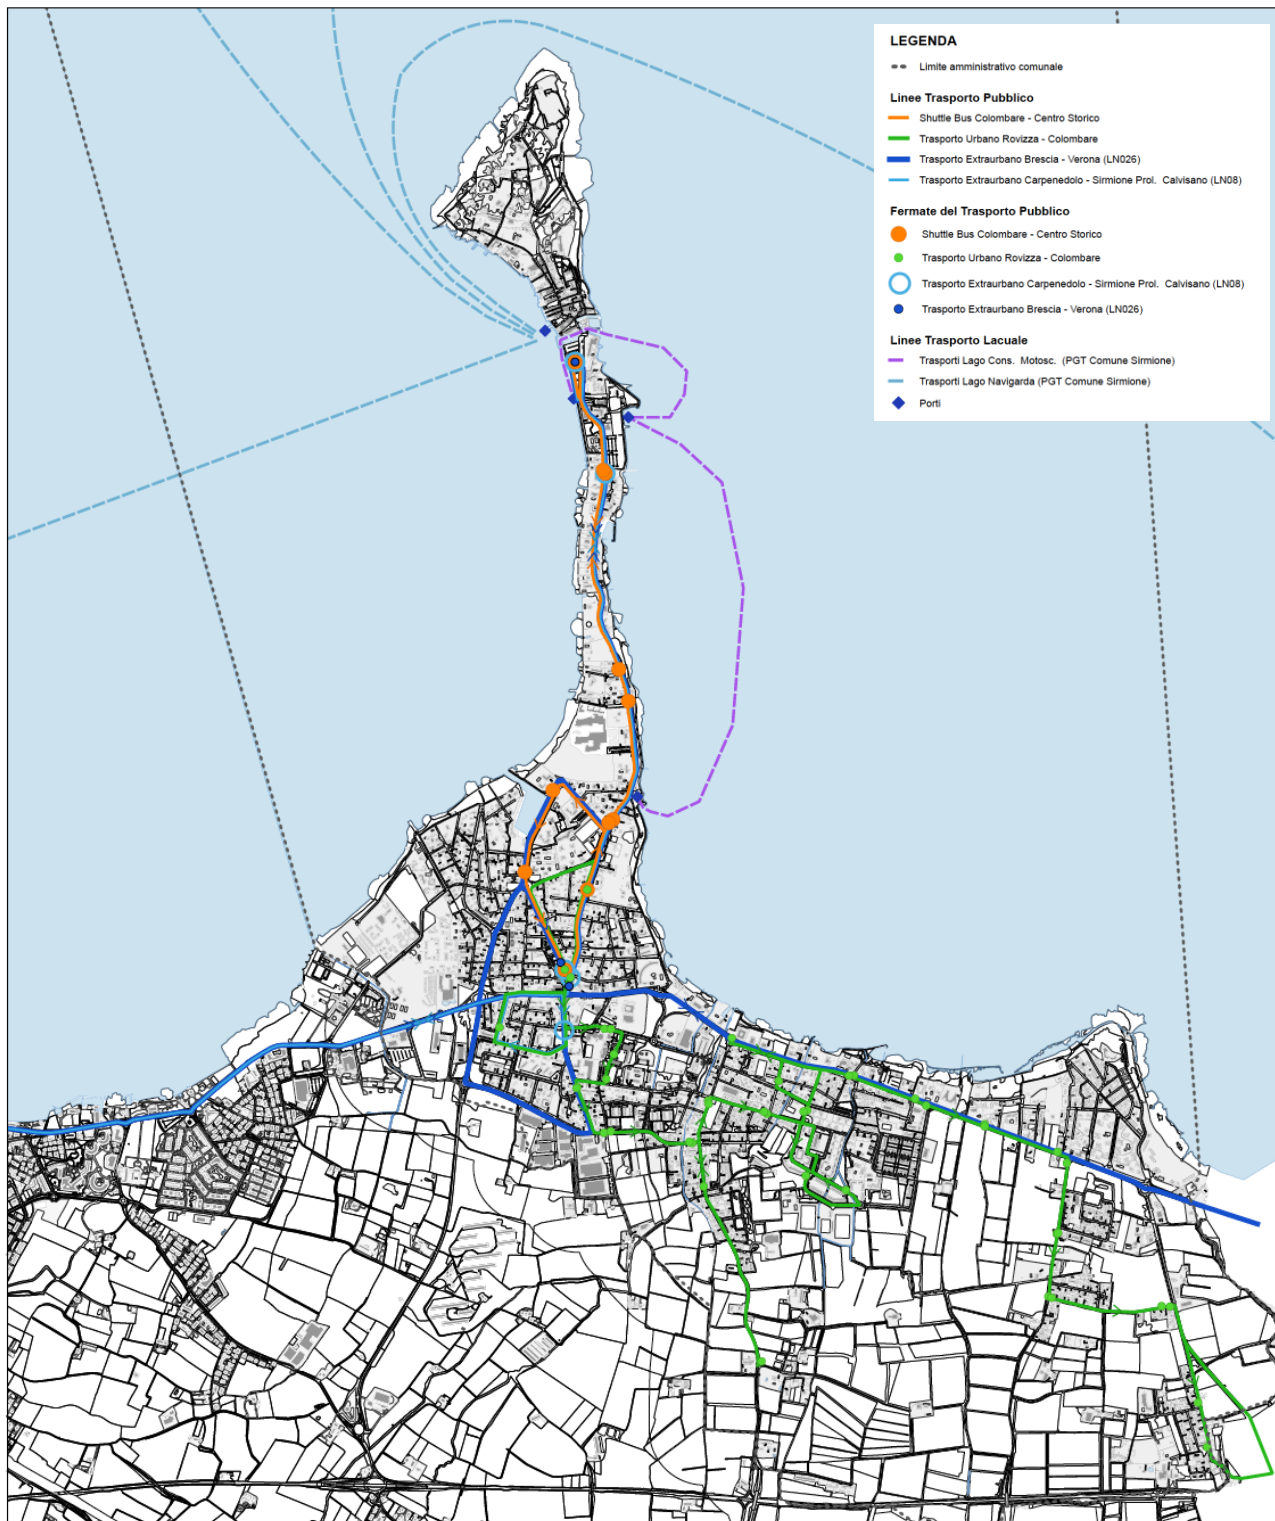 LEGENDA
Limite amministrativo comunale
Linee Trasporto Pubblico
Shuttle Bus Colombare - Centro Storico
Trasporto Urbano Rovizza - Colombare
Trasporto Extraurbano Brescia - Verona (LN026)
Trasporto Extraurbano Carpenedolo - Sirmione Prol. Calvisano (LN08)
Fermate del Trasporto Pubblico
Shuttle Bus Colombare - Centro Storico
Trasporto Urbano Rovizza - Colombare
Trasporto Extraurbano Carpenedolo - Sirmione Prol. Calvisano (LN08)
Trasporto Extraurbano Brescia - Verona (LN026)
Linee Trasporto Lacuale
Trasporti Lago Cons. Motosc. (PGT Comune Sirmione)
Trasporti Lago Navigarda (PGT Comune Sirmione)
Porti